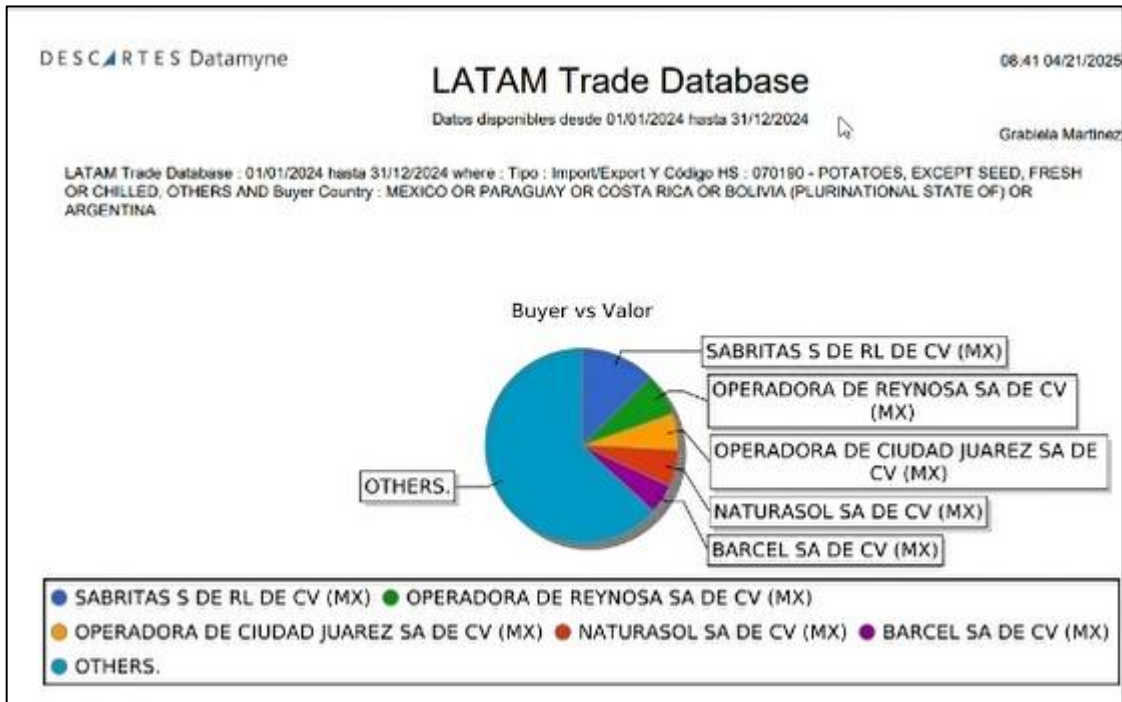 DESCARTES Datamyne
08:41 04/21/2025
LATAM Trade Database
Datos disponibles desde 01/01/2024 hasta 31/12/2024
Grabiela Martinez
LATAM Trade Database : 01/01/2024 hasta 31/12/2024 where : Tipo : Import/Export Y Código HS : 070190 - POTATOES, EXCEPT SEED, FRESH
OR CHILLED, OTHERS AND Buyer Country : MEXICO OR PARAGUAY OR COSTA RICA OR BOLIVIA (PLURINATIONAL STATE OF) OR
ARGENTINA
Buyer vs Valor
SABRITAS S DE RL DE CV (MX)
OPERADORA DE REYNOSA SA DE CV
(MX)
OPERADORA DE CIUDAD JUAREZ SA DE
CV (MX)
OTHERS.
NATURASOL SA DE CV (MX)
BARCEL SA DE CV (MX)
SABRITAS S DE RL DE CV (MX) OPERADORA DE REYNOSA SA DE CV (MX)
OPERADORA DE CIUDAD JUAREZ SA DE CV (MX) NATURASOL SA DE CV (MX) BARCEL SA DE CV (MX)
OTHERS.